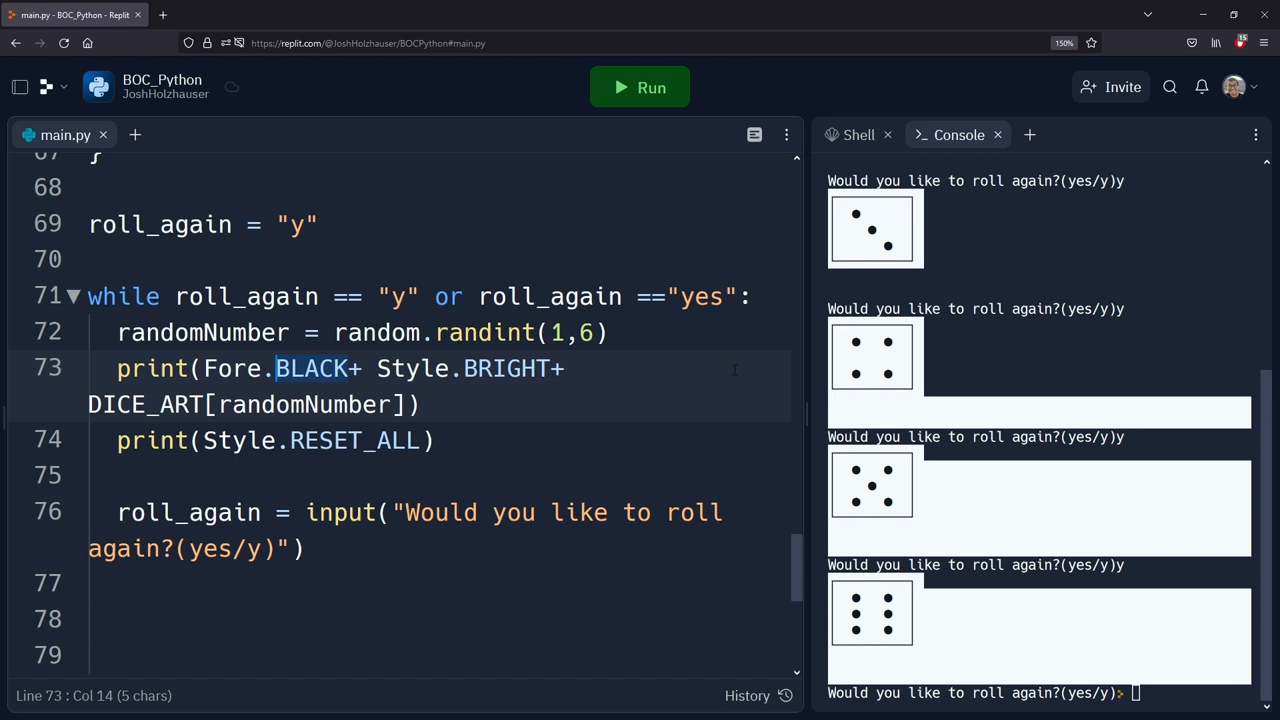 main.py - BOC_Python - Replit
https://replit.com/@JoshHolzhauser/BOCPython#main.py
150%
15
BOC_Python
JoshHolzhauser
Run
Invite
main.py
67 }
68
69 roll_again = "y"
70
71 while roll_again == "y" or roll_again =="yes":
72 randomNumber = random.randint(1,6)
73 print(Fore.BLACK+ Style.BRIGHT+
DICE_ART[randomNumber])
74 print(Style.RESET_ALL)
75
76 roll_again = input("Would you like to roll
again?(yes/y)")
77
78
79
Line 73 : Col 14 (5 chars)
History
Shell
Console
Would you like to roll again?(yes/y)y
Would you like to roll again?(yes/y)y
Would you like to roll again?(yes/y)y
Would you like to roll again?(yes/y)y
Would you like to roll again?(yes/y)